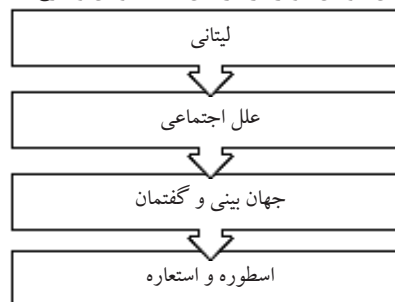 لیتانی
علل اجتماعی
جهان بینی و گفتمان
اسطوره و استعاره